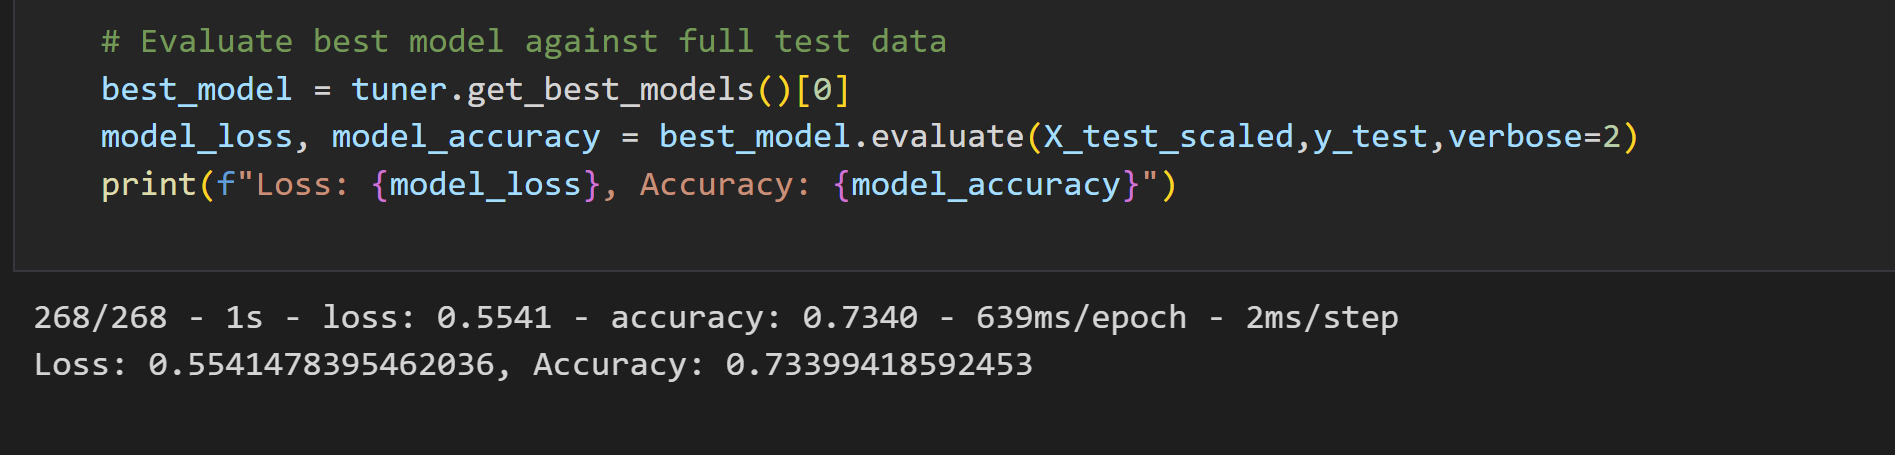 # Evaluate best model against full test data
best_model = tuner.get_best_models()[0]
model_loss, model_accuracy = best_model.evaluate(X_test_scaled,y_test,verbose=2)
print(f"Loss: {model_loss}, Accuracy: {model_accuracy}")
268/268 - 1s - loss: 0.5541 - accuracy: 0.7340 - 639ms/epoch - 2ms/step
Loss: 0.5541478395462036, Accuracy: 0.73399418592453